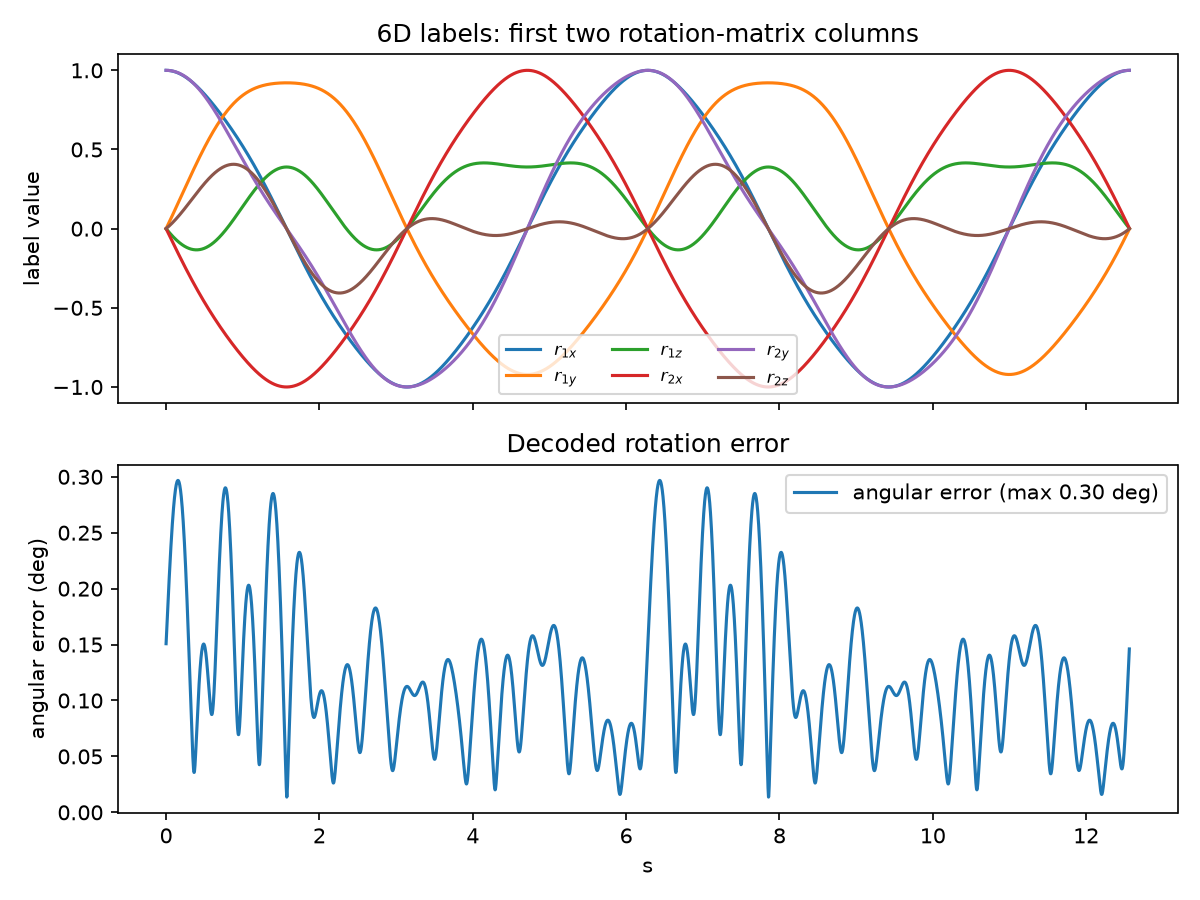 6D labels: first two rotation-matrix columns
1.0
0.5
0.0
−0.5
−1.0
label value
r1x r1z r2y
r1y r2x r2z
Decoded rotation error
angular error (max 0.30 deg)
0.30
0.25
0.20
0.15
0.10
0.05
0.00
angular error (deg)
0 2 4 6 8 10 12
s